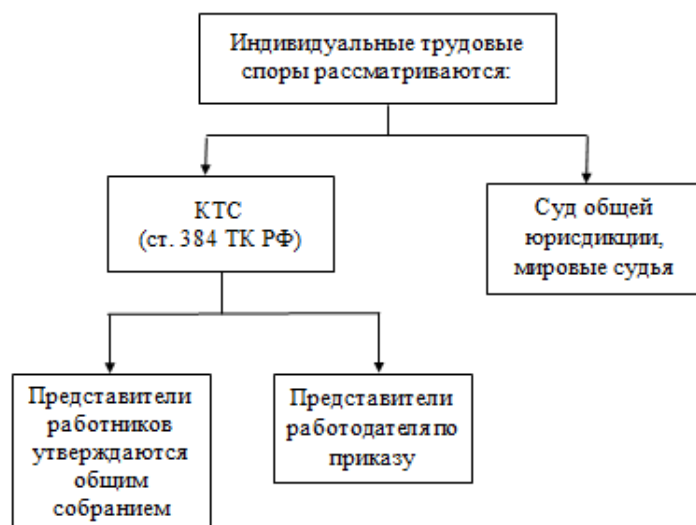 Индивидуальные трудовые
споры рассматриваются:
КТС
(ст. 384 ТК РФ)
Суд общей
юрисдикции,
мировые судья
Представители
работников
утверждаются
общим
собранием
Представители
работодателя по
приказу